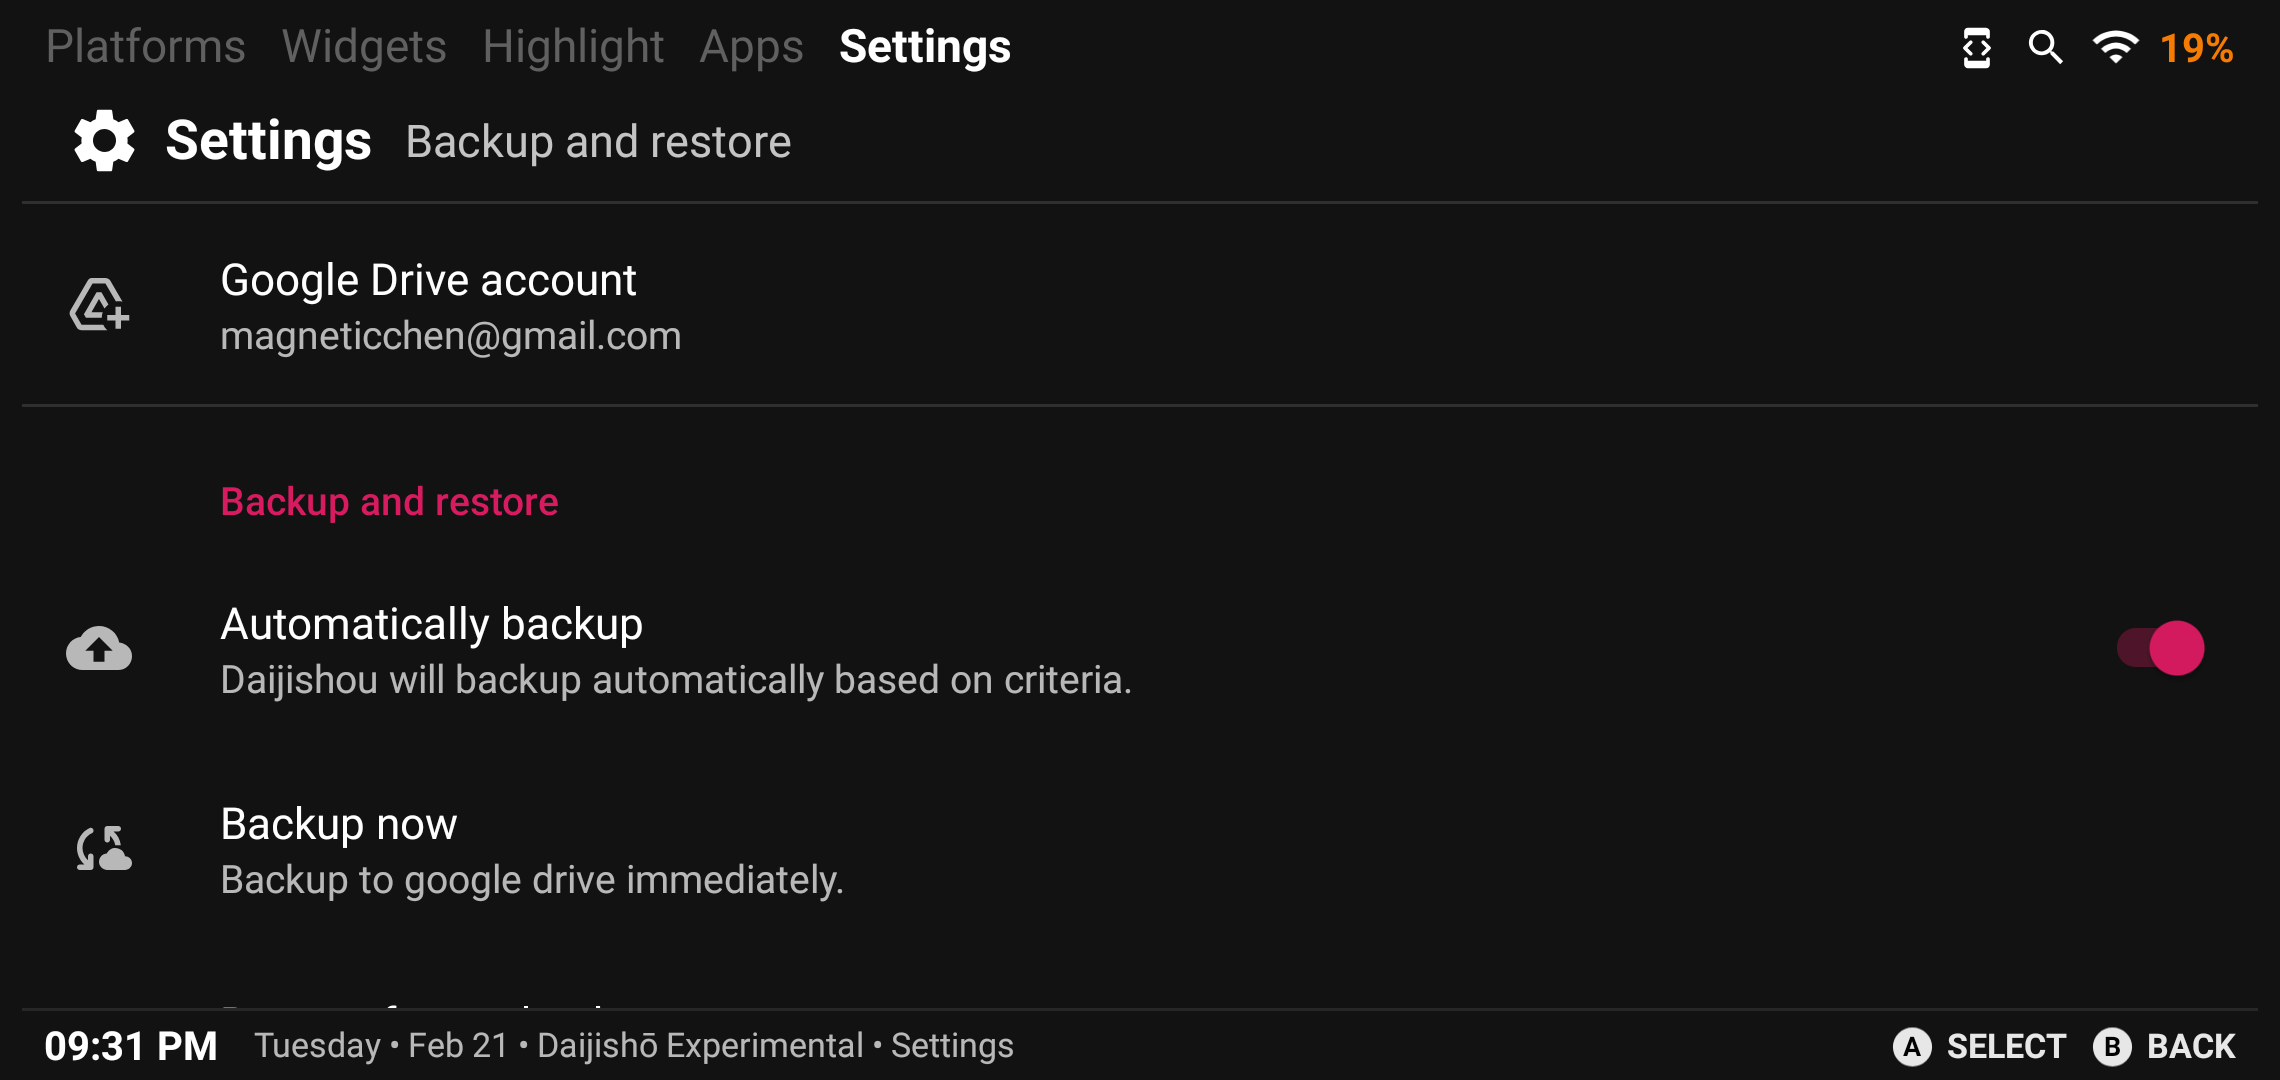 Platforms Widgets Highlight Apps Settings 19%
Settings Backup and restore
Google Drive account
magneticchen@gmail.com
Backup and restore
Automatically backup
Daijishou will backup automatically based on criteria.
Backup now
Backup to google drive immediately.
09:31 PM Tuesday • Feb 21 • Daijishō Experimental • Settings A SELECT B BACK